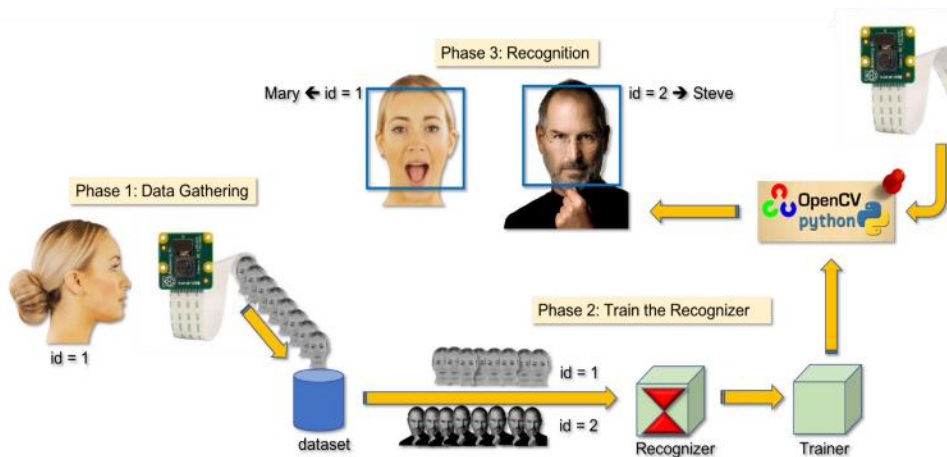 Phase 3: Recognition
Mary ← id = 1
id = 2 → Steve
Phase 1: Data Gathering
OpenCV
python
id = 1
Phase 2: Train the Recognizer
id = 1
id = 2
dataset
Recognizer
Trainer